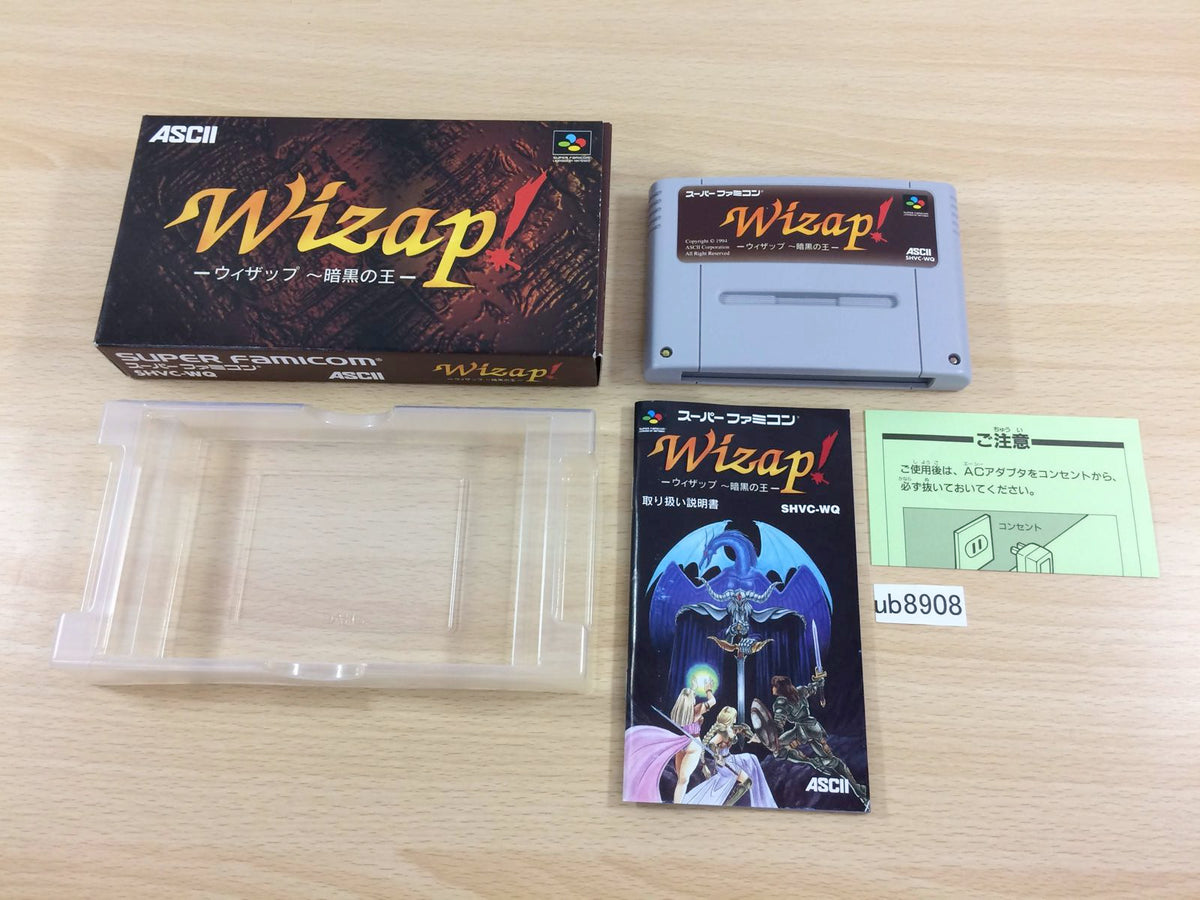 ASCII
Wizap!
ーウィザップ ～暗黒の王ー
SUPER FAMICOM
スーパーファミコン
SHVC-WQ
ASCII
Wizap!
ーウィザップ ～暗黒の王ー
スーパーファミコン
Wizap!
ーウィザップ ～暗黒の王ー
Copyright © 1994
ASCII Corporation
All Right Reserved
ASCII
SHVC-WQ
スーパーファミコン
Wizap!
ーウィザップ ～暗黒の王ー
取り扱い説明書
SHVC-WQ
ASCII
ご注意
ご使用後は、ACアダプタをコンセントから、
必ず抜いておいてください。
コンセント
ub8908